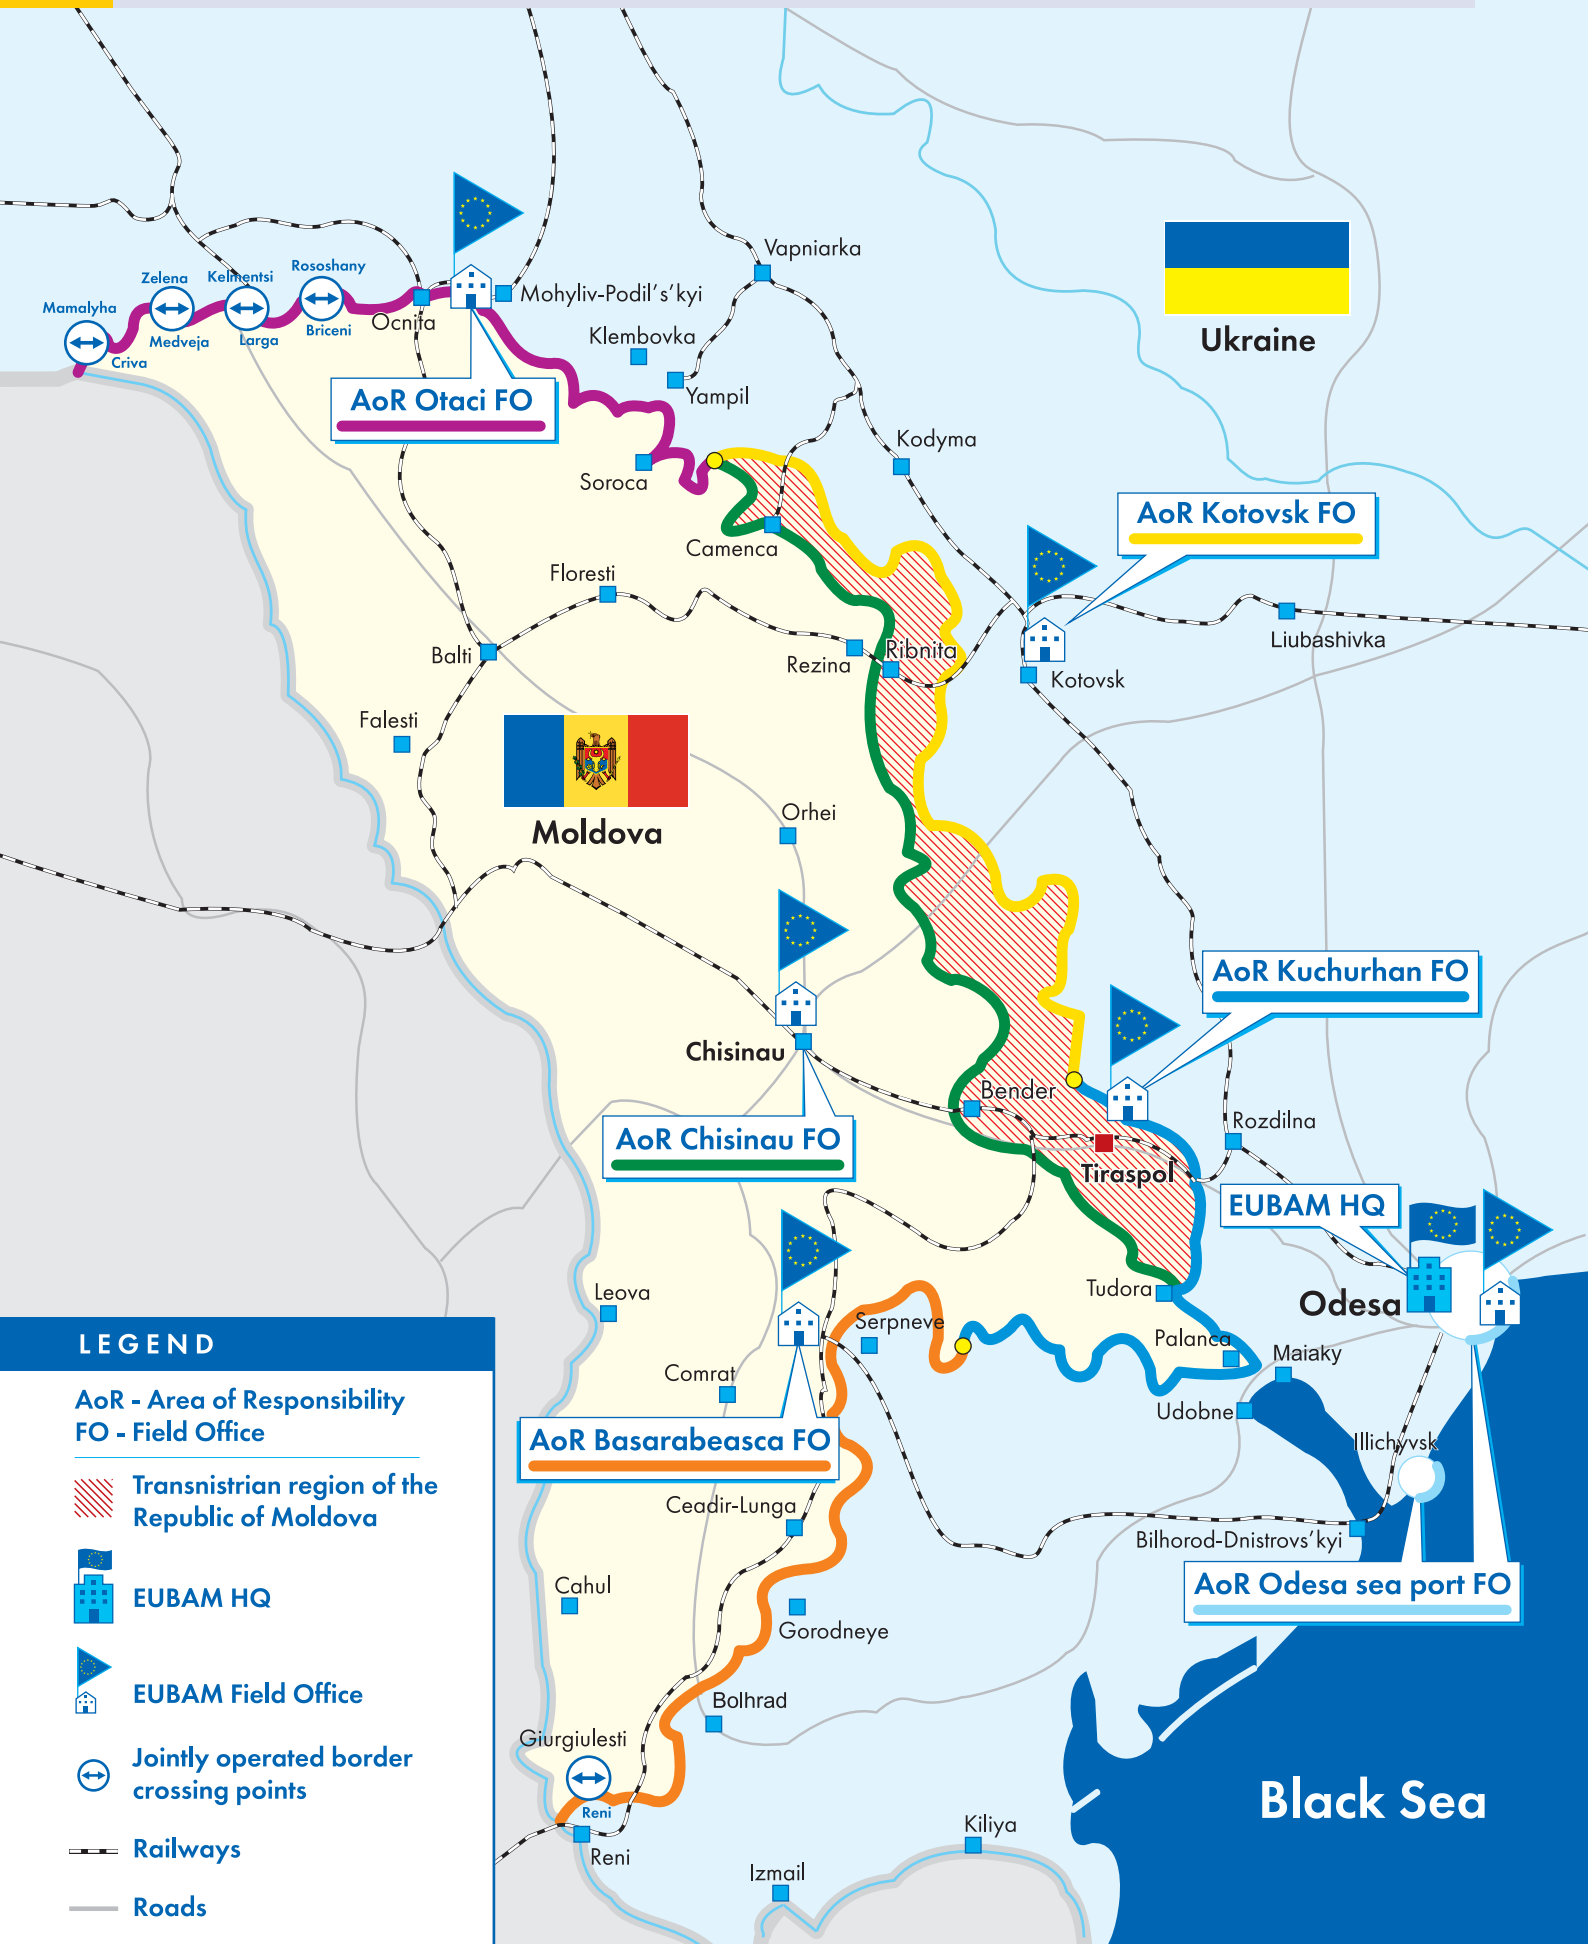 Vapniarka
Ukraine
Zelena
Kelmentsi
Rososhany
Mamalyha
Mohyliv-Podil's'kyi
Ocnita
Briceni
Medveja
Larga
Criva
Klembovka
Yampil
AoR Otaci FO
Kodyma
Soroca
AoR Kotovsk FO
Camenca
Floresti
Liubashivka
Balti
Rezina
Ribnita
Kotovsk
Falesti
Orhei
Moldova
AoR Kuchurhan FO
Chisinau
Bender
Rozdilna
AoR Chisinau FO
Tiraspol
EUBAM HQ
Tudora
Leova
Odesa
Serpneve
Palanca
Maiaky
Comrat
Udobne
AoR Basarabeasca FO
Illichyvsk
Ceadir-Lunga
Bilhorod-Dnistrovs'kyi
Cahul
AoR Odesa sea port FO
Gorodneye
Bolhrad
Giurgiulesti
Reni
Reni
Black Sea
Kiliya
Izmail
LEGEND
AoR - Area of Responsibility
FO - Field Office
Transnistrian region of the
Republic of Moldova
EUBAM HQ
EUBAM Field Office
Jointly operated border
crossing points
Railways
Roads